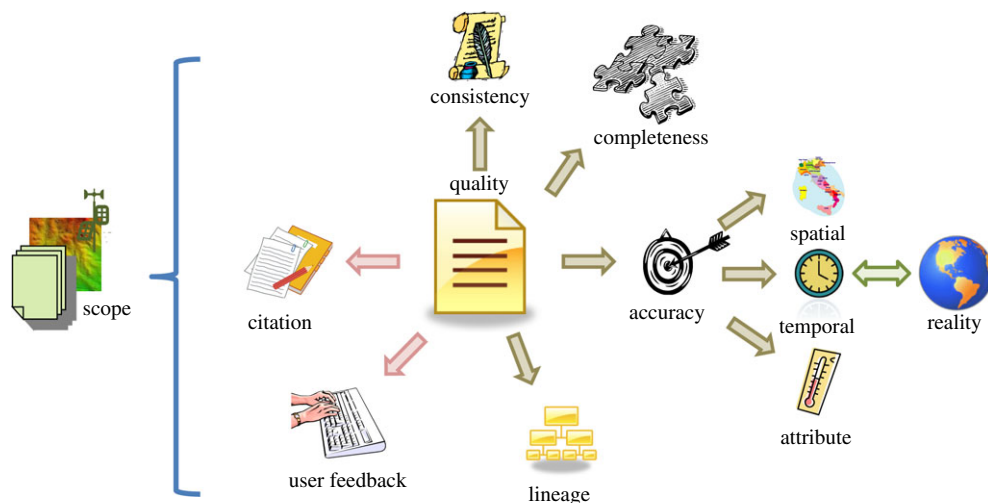 consistency
completeness
quality
spatial
scope
citation
accuracy
temporal
reality
attribute
user feedback
lineage